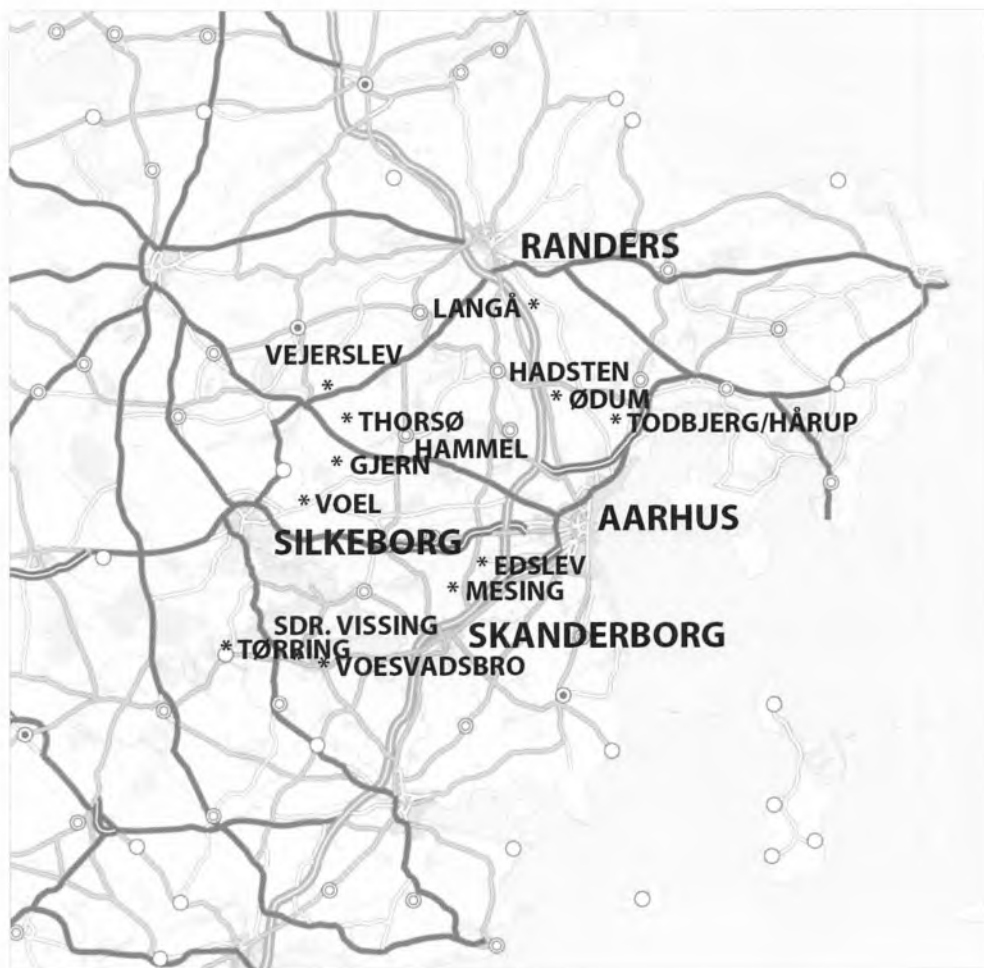 RANDERS
LANGÅ *
VEJERSLEV
*
HADSTEN
* ØDUM
* THORSØ
* TODBJERG/HÅRUP
HAMMEL
* GJERN
* VOEL
AARHUS
SILKEBORG
* EDSLEV
* MESING
SDR. VISSING
SKANDERBORG
* TØRRING
* * VOESVADSBRO